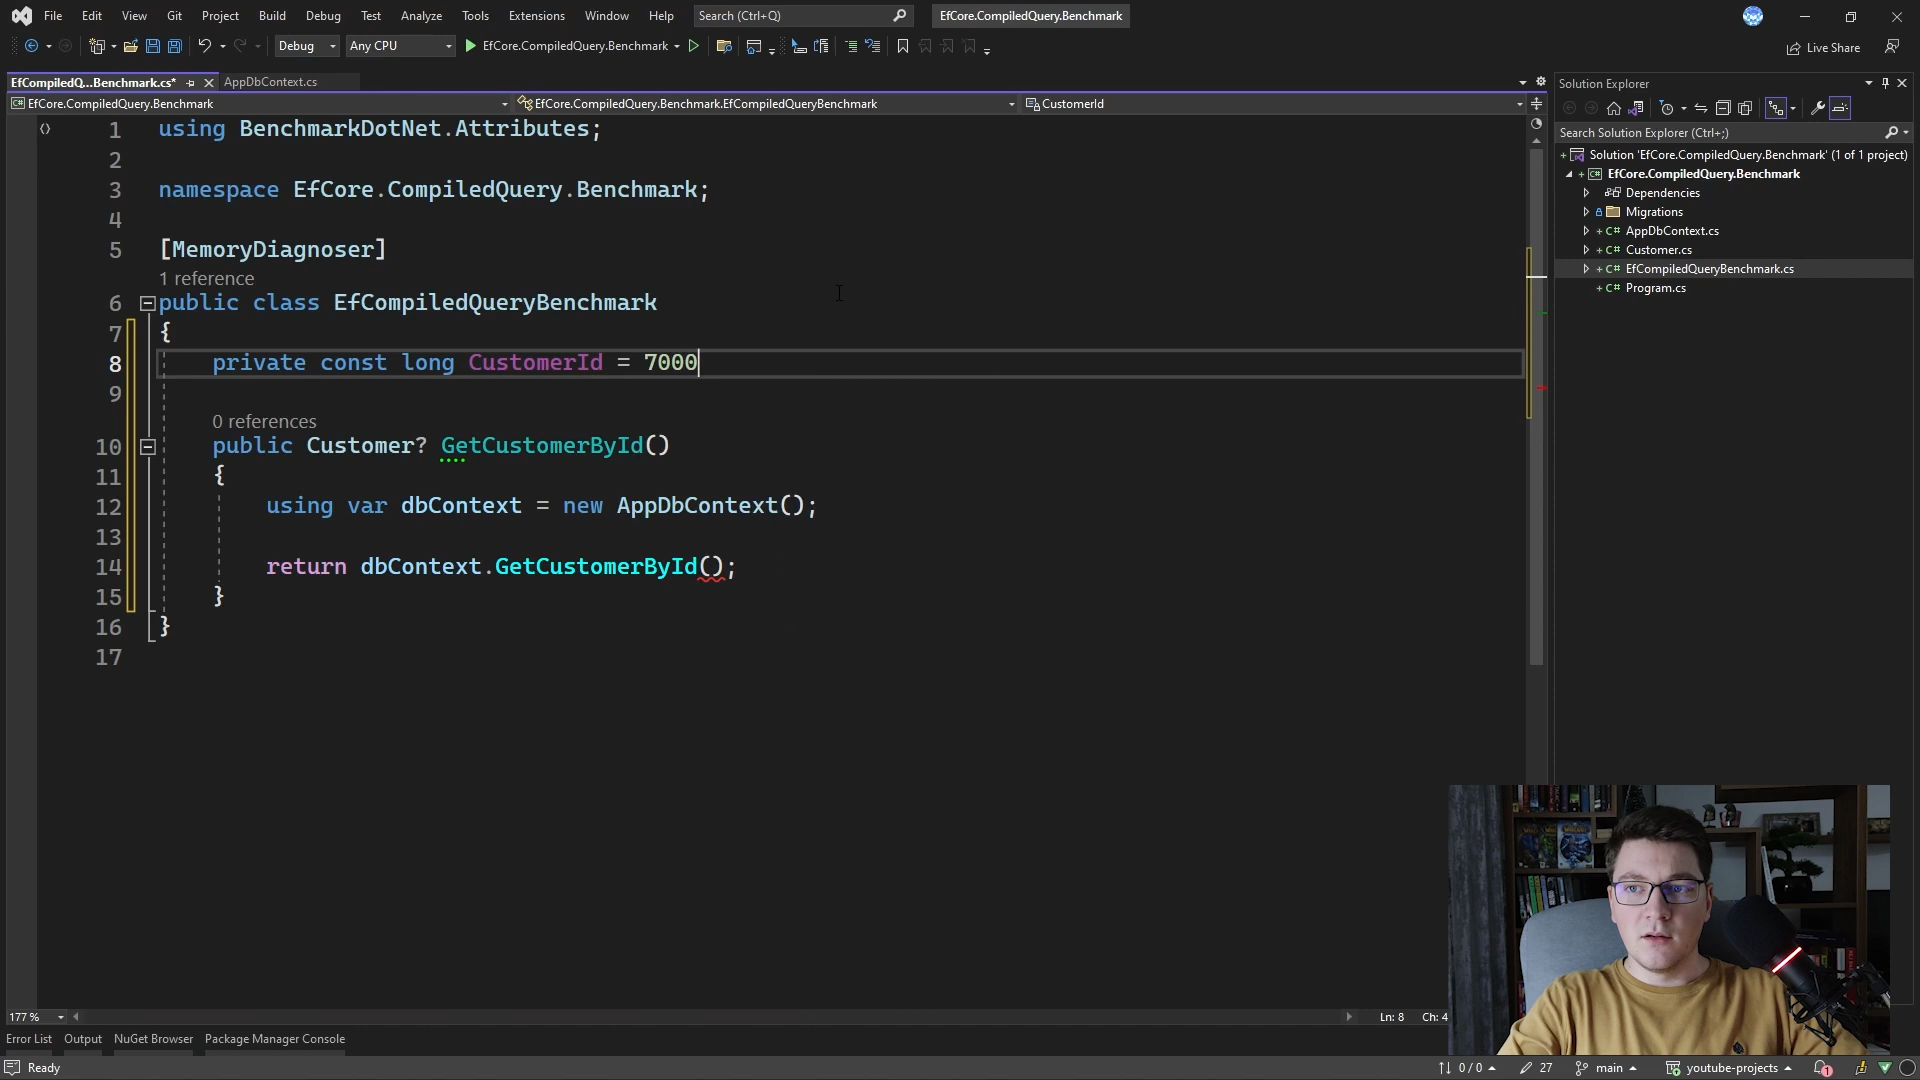 File Edit View Git Project Build Debug Test Analyze Tools Extensions Window Help Search (Ctrl+Q) EfCore.CompiledQuery.Benchmark
Debug Any CPU EfCore.CompiledQuery.Benchmark Live Share
EfCompiledQ...Benchmark.cs* AppDbContext.cs
EfCore.CompiledQuery.Benchmark EfCore.CompiledQuery.Benchmark.EfCompiledQueryBenchmark CustomerId
1 using BenchmarkDotNet.Attributes;
2
3 namespace EfCore.CompiledQuery.Benchmark;
4
5 [MemoryDiagnoser]
1 reference
6 public class EfCompiledQueryBenchmark
7 {
8 private const long CustomerId = 7000
9
0 references
10 public Customer? GetCustomerById()
11 {
12 using var dbContext = new AppDbContext();
13
14 return dbContext.GetCustomerById();
15 }
16 }
17
Solution Explorer
Search Solution Explorer (Ctrl+;)
Solution 'EfCore.CompiledQuery.Benchmark' (1 of 1 project)
EfCore.CompiledQuery.Benchmark
Dependencies
Migrations
C# AppDbContext.cs
C# Customer.cs
C# EfCompiledQueryBenchmark.cs
C# Program.cs
177 % Ln: 8 Ch: 4
Error List Output NuGet Browser Package Manager Console
Ready 0 / 0 27 main youtube-projects 1